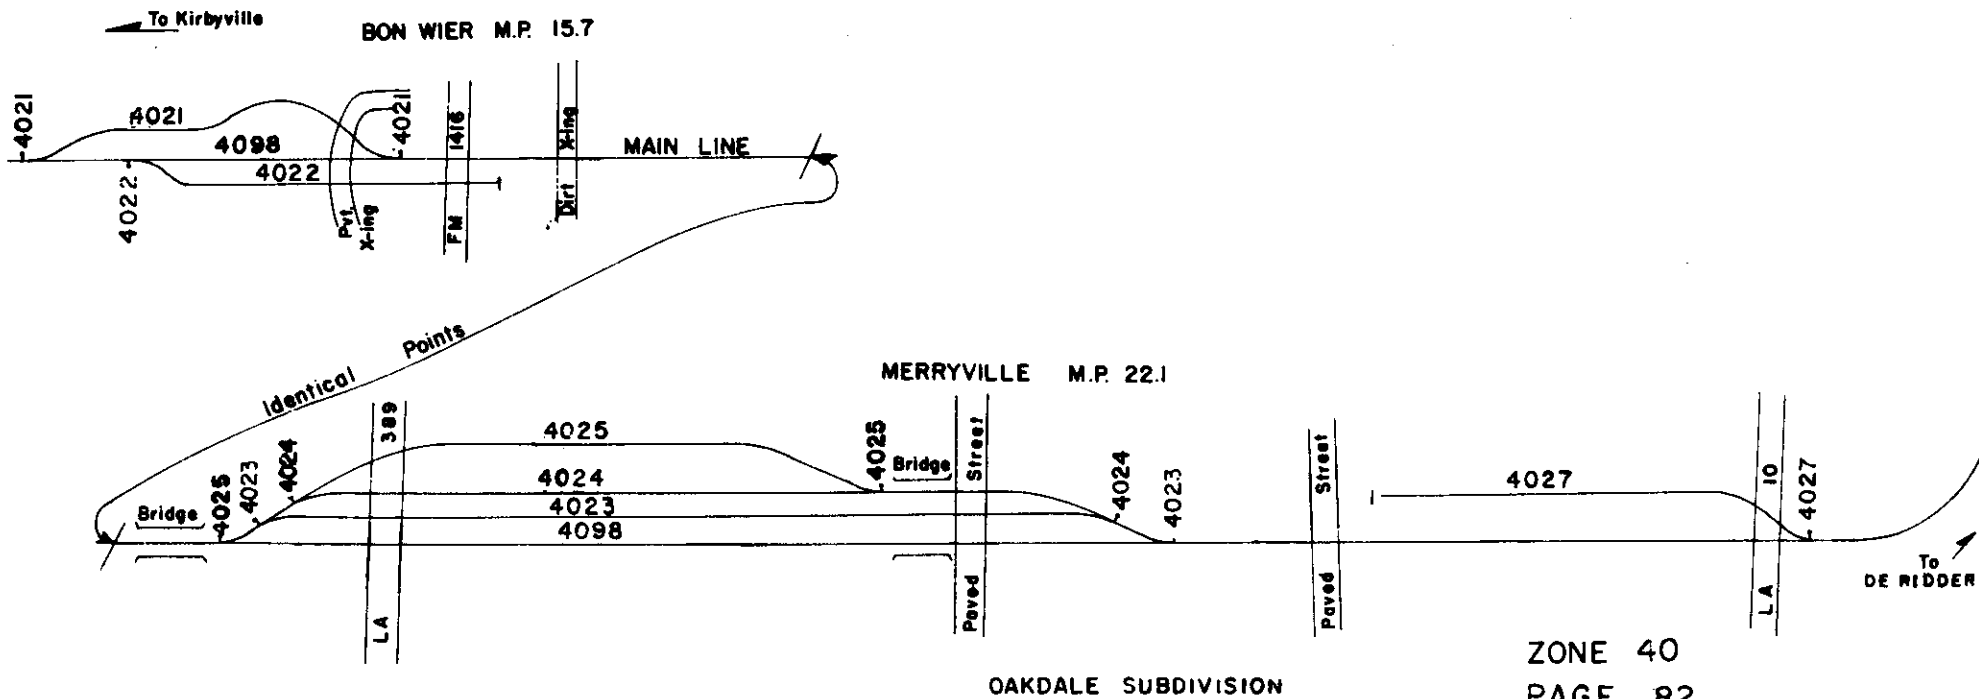 To Kirbyville
BON WIER M.P. 15.7
4021
4021
4021
4098
4022
4022
Pvt. X-ing
FM 1416
Dirt X-ing
MAIN LINE
Identical Points
MERRYVILLE M.P. 22.1
Bridge
4025
4023
4024
LA 389
4025
4024
4023
4098
4025
Bridge
Paved Street
4024
4023
Paved Street
4027
LA 10
4027
To
DE RIDDER
OAKDALE SUBDIVISION
ZONE 40
PAGE 82